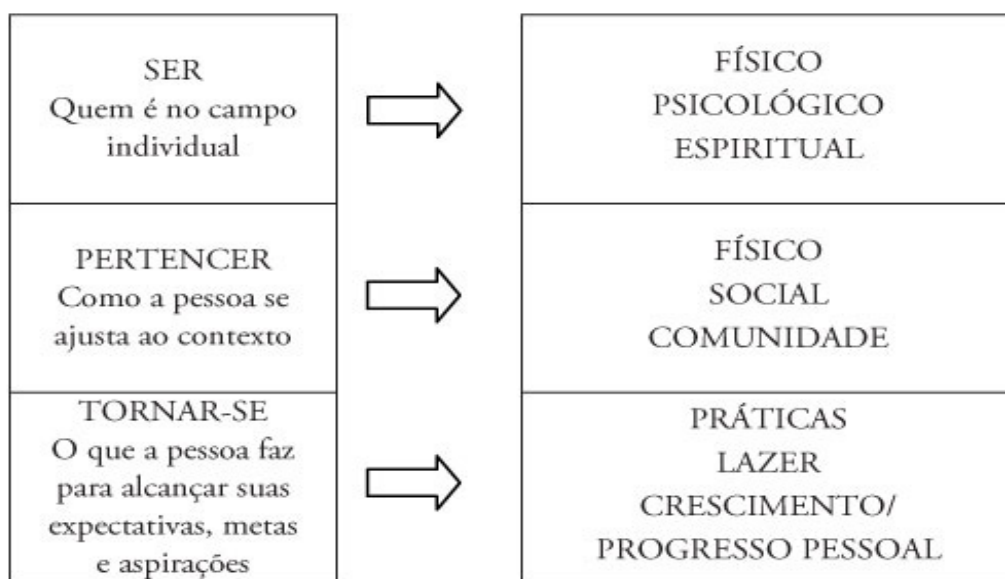 SER
Quem é no campo
individual
FÍSICO
PSICOLÓGICO
ESPIRITUAL
PERTENCER
Como a pessoa se
ajusta ao contexto
FÍSICO
SOCIAL
COMUNIDADE
TORNAR-SE
O que a pessoa faz
para alcançar suas
expectativas, metas
e aspirações
PRÁTICAS
LAZER
CRESCIMENTO/
PROGRESSO PESSOAL